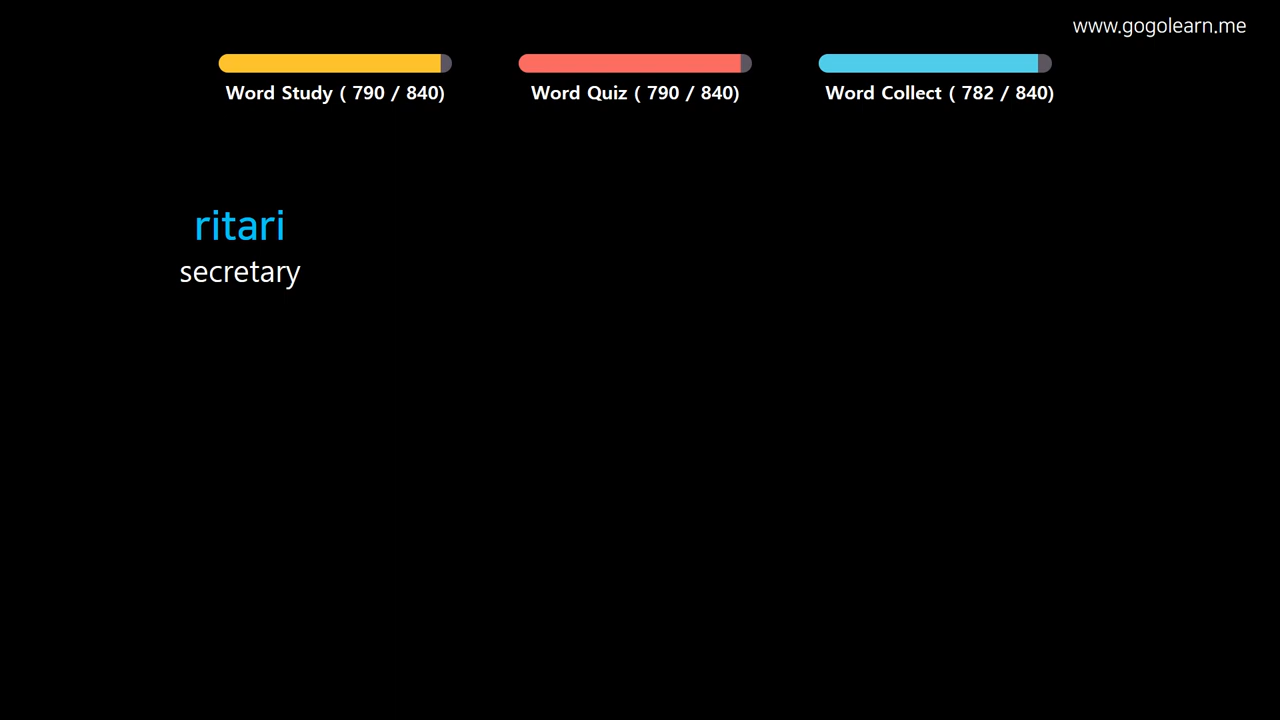 www.gogolearn.me
Word Study ( 790 / 840)
Word Quiz ( 790 / 840)
Word Collect ( 782 / 840)
ritari
secretary